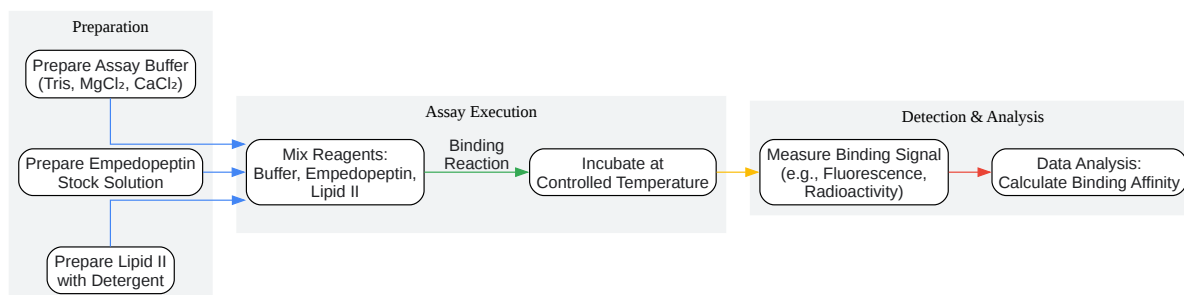 Preparation
Prepare Assay Buffer
(Tris, MgCl₂, CaCl₂)
Prepare Empedopeptin
Stock Solution
Prepare Lipid II
with Detergent
Assay Execution
Mix Reagents:
Buffer, Empedopeptin,
Lipid II
Binding
Reaction
Incubate at
Controlled Temperature
Detection & Analysis
Measure Binding Signal
(e.g., Fluorescence,
Radioactivity)
Data Analysis:
Calculate Binding Affinity